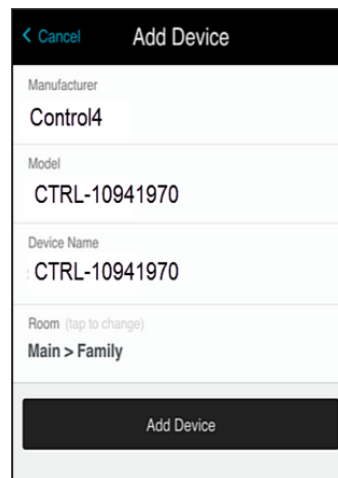 < Cancel Add Device
Manufacturer
Control4
Model
CTRL-10941970
Device Name
CTRL-10941970
Room (tap to change)
Main > Family
Add Device